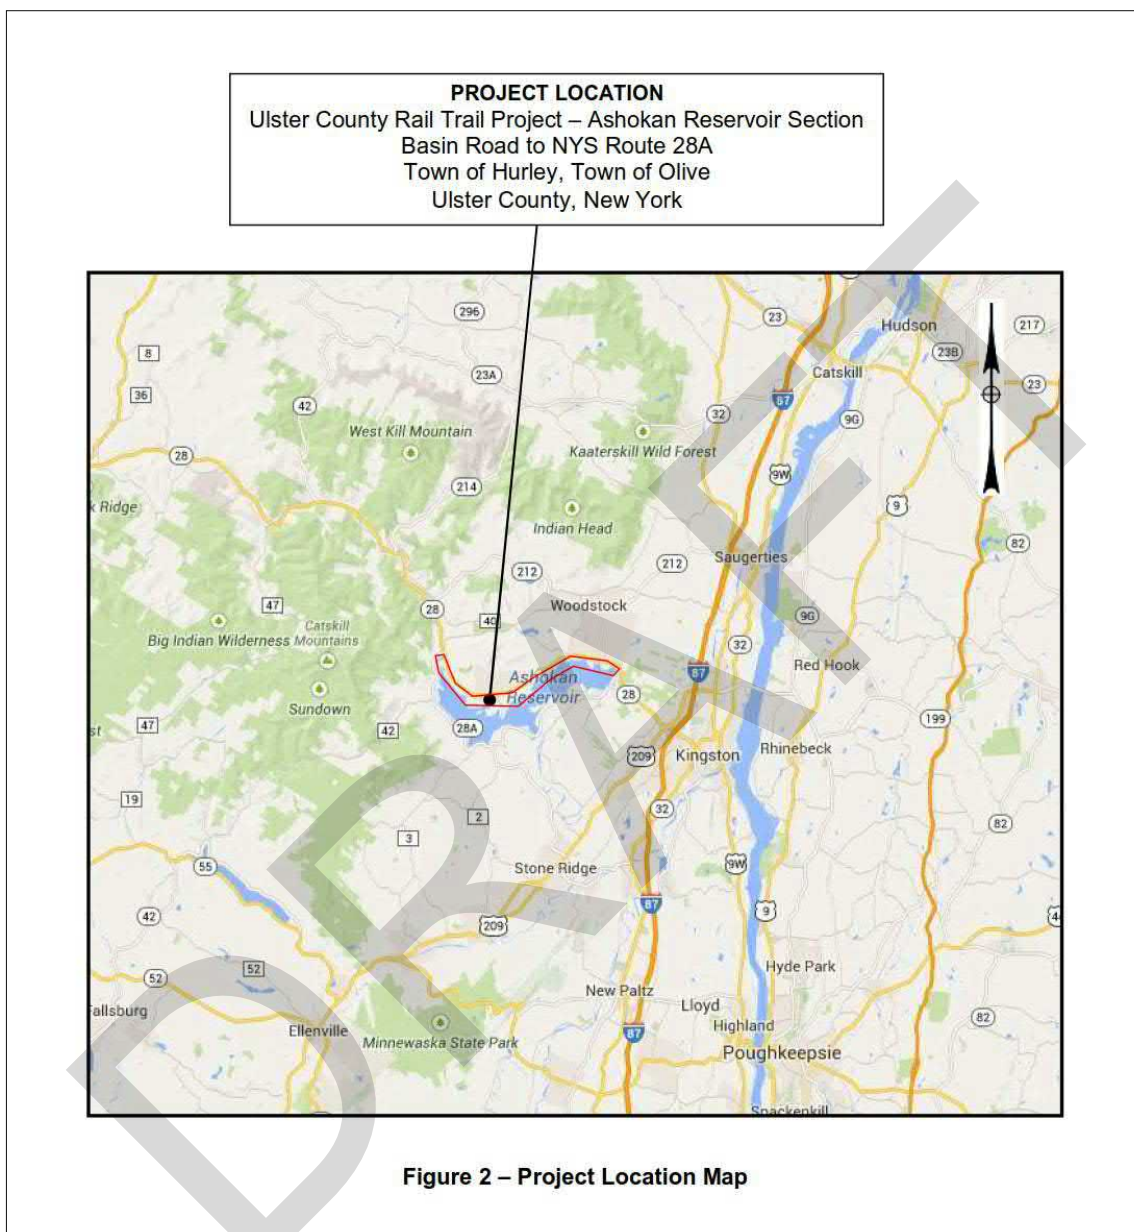 PROJECT LOCATION
Ulster County Rail Trail Project – Ashokan Reservoir Section
Basin Road to NYS Route 28A
Town of Hurley, Town of Olive
Ulster County, New York
23
Hudson
217
296
8
23B
Catskill
23A
23
36
87
42
32
9G
West Kill Mountain
Kaaterskill Wild Forest
28
9W
214
k Ridge
9
Indian Head
82
Saugerties
212
212
47
28
Woodstock
40
9G
Catskill
Big Indian Wilderness
Mountains
32
Red Hook
87
Ashokan
Reservoir
28
Sundown
199
47
st
42
28A
209
Kingston
Rhinebeck
19
32
2
82
3
55
Stone Ridge
9W
87
42
9
209
44
52
Hyde Park
52
New Paltz
Lloyd
allsburg
82
Ellenville
Highland
87
Minnewaska State Park
Poughkeepsie
Spackenkill
DRAFT
Figure 2 – Project Location Map